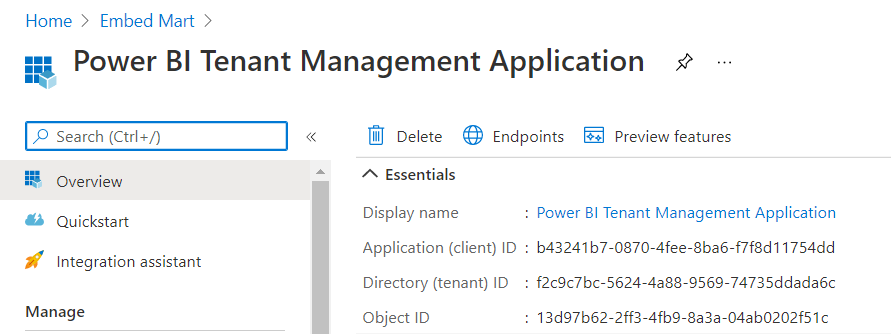 Home > Embed Mart >
Power BI Tenant Management Application ...
Search (Ctrl+/) «
Delete Endpoints Preview features
Overview
Quickstart
Integration assistant
Manage
Essentials
Display name : Power BI Tenant Management Application
Application (client) ID : b43241b7-0870-4fee-8ba6-f7f8d11754dd
Directory (tenant) ID : f2c9c7bc-5624-4a88-9569-74735ddada6c
Object ID : 13d97b62-2ff3-4fb9-8a3a-04ab0202f51c